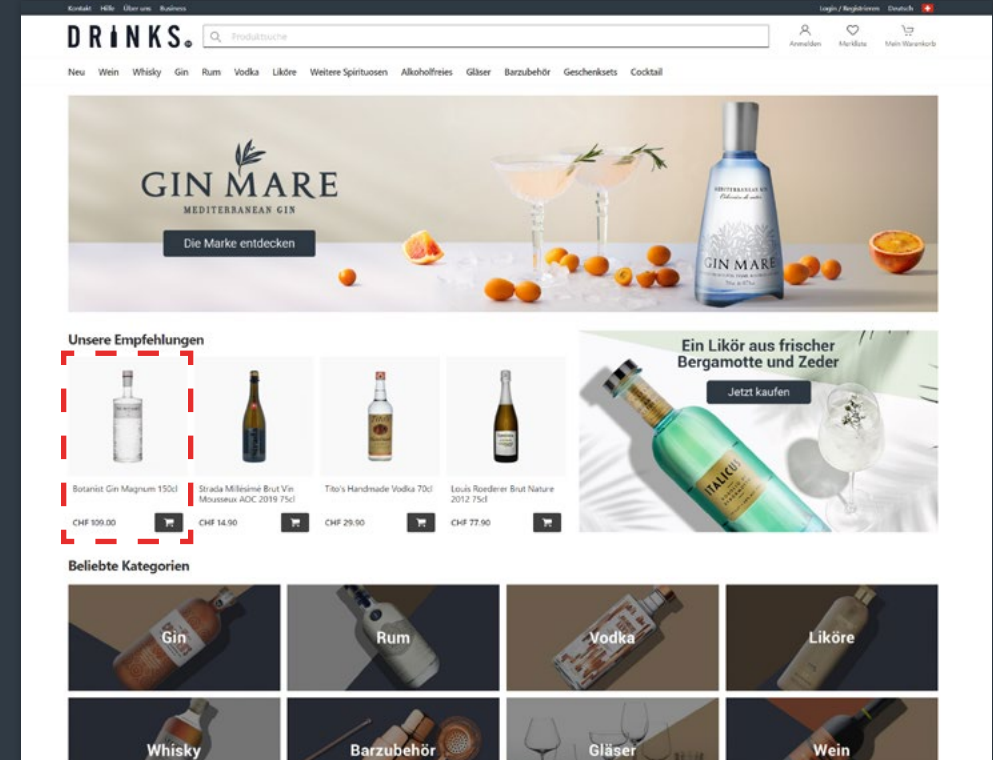 Kontakt Hilfe Über uns Business
Login / Registrieren Deutsch
DRINKS.
Produktsuche
Anmelden Merkliste Mein Warenkorb
Neu Wein Whisky Gin Rum Vodka Liköre Weitere Spirituosen Alkoholfreies Gläser Barzubehör Geschenksets Cocktail
GIN MARE
MEDITERRANEAN GIN
Die Marke entdecken
MEDITERRANEAN GIN
GIN MARE
Unsere Empfehlungen
Botanist Gin Magnum 150cl
CHF 109.00
Strada Millésimé Brut Vin
Mousseux AOC 2019 75cl
CHF 14.90
Tito's Handmade Vodka 70cl
CHF 29.90
Louis Roederer Brut Nature
2012 75cl
CHF 77.90
Ein Likör aus frischer
Bergamotte und Zeder
Jetzt kaufen
ITALICUS
Beliebte Kategorien
Gin
Rum
Vodka
Liköre
Whisky
Barzubehör
Gläser
Wein